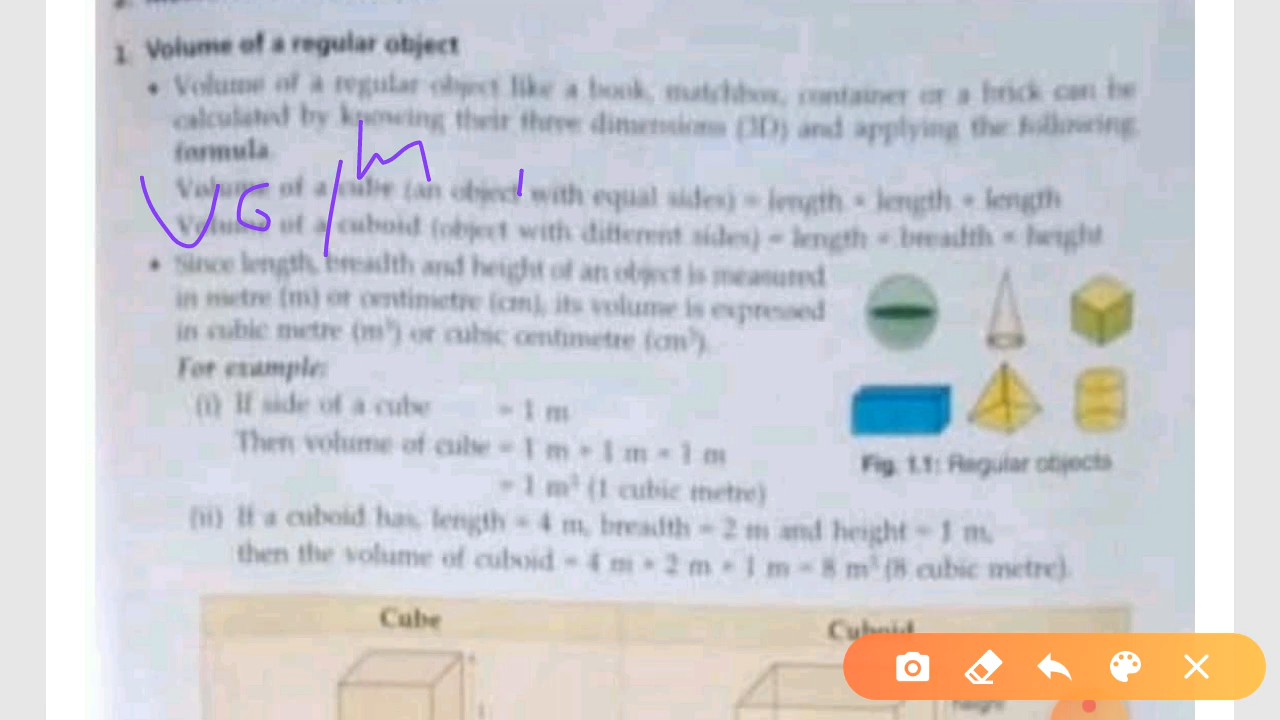 1. Volume of a regular object
• Volume of a regular object like a book, matchbox, container or a brick can be
calculated by knowing their three dimensions (3D) and applying the following
formula.
Volume of a cube (an object with equal sides) = length × length × length
Volume of a cuboid (object with different sides) = length × breadth × height
• Since length, breadth and height of an object is measured
in metre (m) or centimetre (cm), its volume is expressed
in cubic metre (m³) or cubic centimetre (cm³).
For example:
(i) If side of a cube = 1 m
Then volume of cube = 1 m × 1 m × 1 m
= 1 m³ (1 cubic metre)
Fig. 1.1: Regular objects
(ii) If a cuboid has, length = 4 m, breadth = 2 m and height = 1 m,
then the volume of cuboid = 4 m × 2 m × 1 m = 8 m³ (8 cubic metre).
Cube Cuboid
height